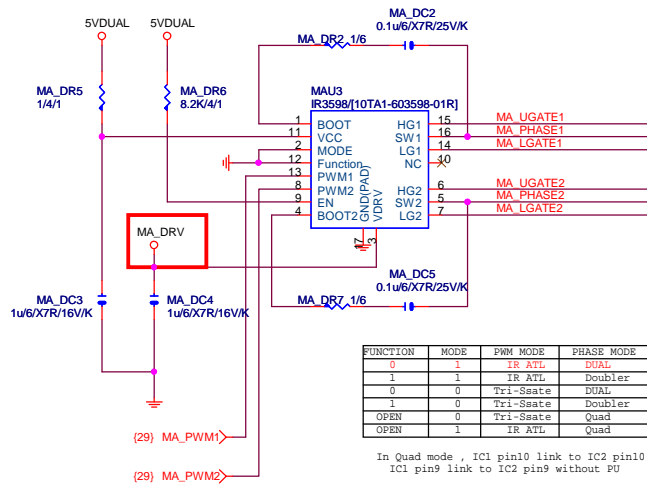 5VDUAL
5VDUAL
MA_DC2
0.1u/6/X7R/25V/K
MA_DR2 1/6
MA_DR5
1/4/1
MA_DR6
8.2K/4/1
MAU3
IR3598/[10TA1-603598-01R]
1 BOOT HG1 15 MA_UGATE1
11 VCC SW1 16 MA_PHASE1
2 MODE LG1 14 MA_LGATE1
12 Function NC 10
13 PWM1
8 PWM2 HG2 6 MA_UGATE2
9 EN SW2 5 MA_PHASE2
4 BOOT2 LG2 7 MA_LGATE2
GND(PAD)
VDRV
17
3
MA_DRV
MA_DC3
1u/6/X7R/16V/K
MA_DC4
1u/6/X7R/16V/K
MA_DR7 1/6
MA_DC5
0.1u/6/X7R/25V/K
FUNCTION MODE PWM MODE PHASE MODE
0 1 IR ATL DUAL
1 1 IR ATL Doubler
0 0 Tri-Ssate DUAL
1 0 Tri-Ssate Doubler
OPEN 0 Tri-Ssate Quad
OPEN 1 IR ATL Quad
{29} MA_PWM1
{29} MA_PWM2
In Quad mode , IC1 pin10 link to IC2 pin10
IC1 pin9 link to IC2 pin9 without PU